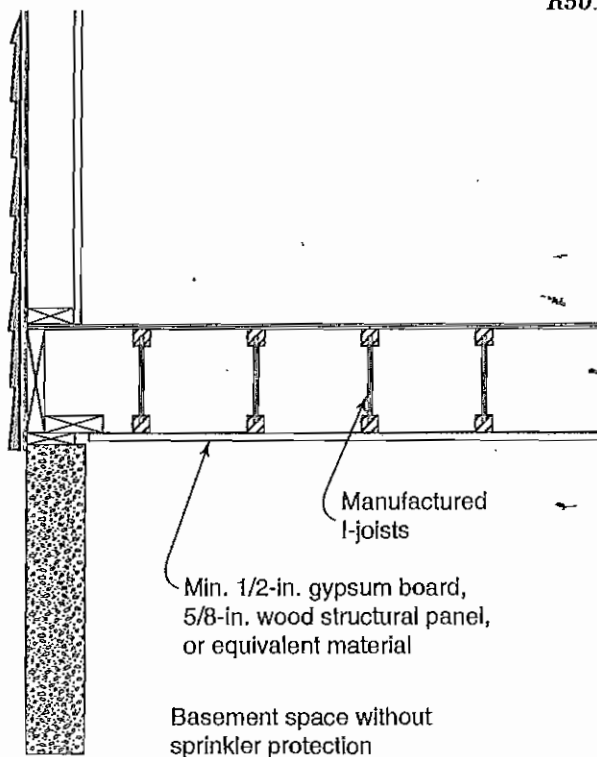 R501
Manufactured
I-joists
Min. 1/2-in. gypsum board,
5/8-in. wood structural panel,
or equivalent material
Basement space without
sprinkler protection